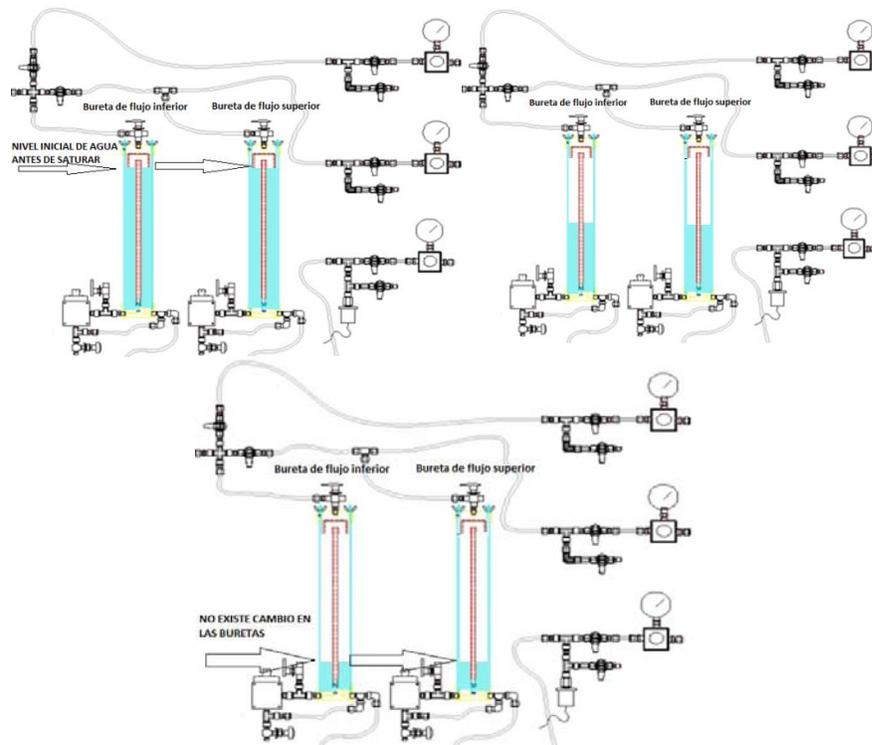 Bureta de flujo inferior
Bureta de flujo superior
NIVEL INICIAL DE AGUA
ANTES DE SATURAR
Bureta de flujo inferior
Bureta de flujo superior
Bureta de flujo inferior
Bureta de flujo superior
NO EXISTE CAMBIO EN
LAS BURETAS